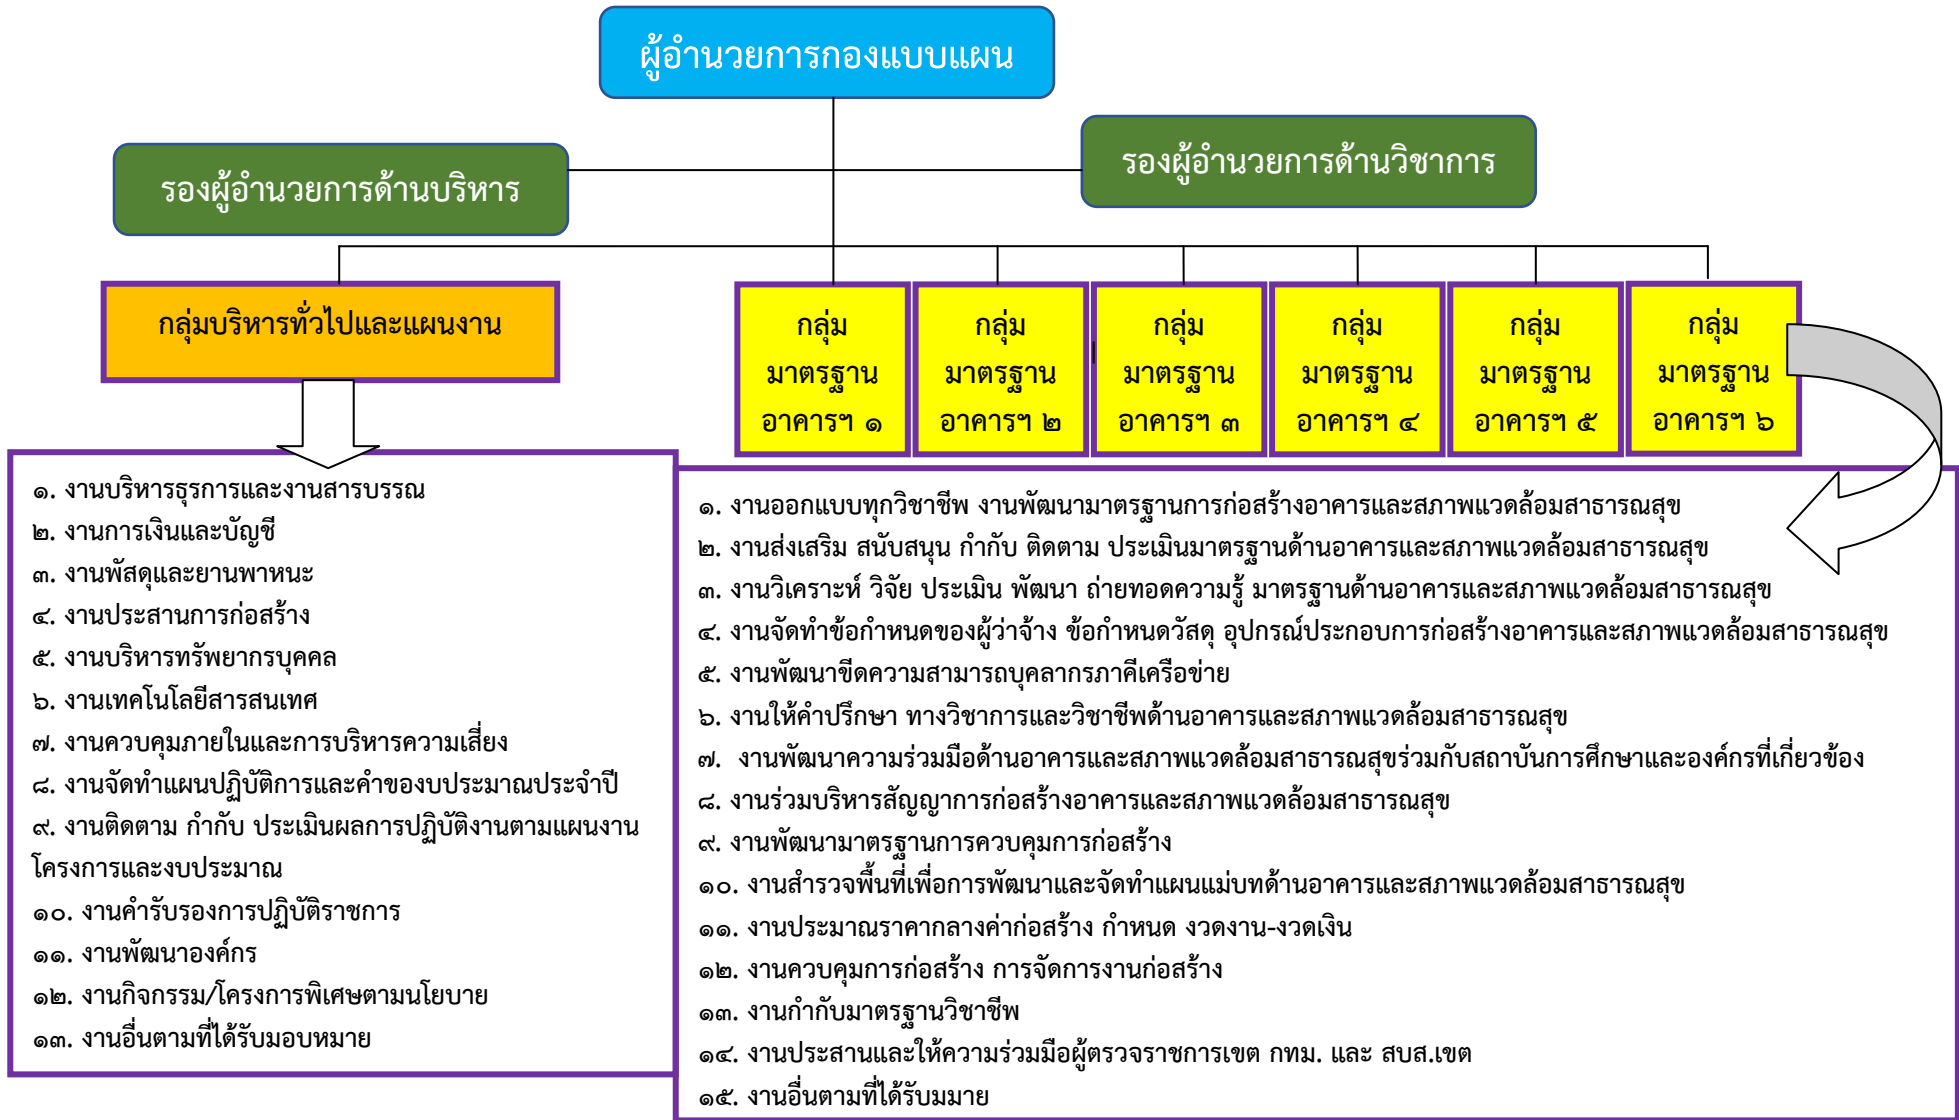 ผู้อำนวยการกองแบบแผน
รองผู้อำนวยการด้านบริหาร
รองผู้อำนวยการด้านวิชาการ
กลุ่มบริหารทั่วไปและแผนงาน
กลุ่ม
มาตรฐาน
อาคารฯ ๑
กลุ่ม
มาตรฐาน
อาคารฯ ๒
กลุ่ม
มาตรฐาน
อาคารฯ ๓
กลุ่ม
มาตรฐาน
อาคารฯ ๔
กลุ่ม
มาตรฐาน
อาคารฯ ๕
กลุ่ม
มาตรฐาน
อาคารฯ ๖
๑. งานบริหารธุรการและงานสารบรรณ
๒. งานการเงินและบัญชี
๓. งานพัสดุและยานพาหนะ
๔. งานประสานการก่อสร้าง
๕. งานบริหารทรัพยากรบุคคล
๖. งานเทคโนโลยีสารสนเทศ
๗. งานควบคุมภายในและการบริหารความเสี่ยง
๘. งานจัดทำแผนปฏิบัติการและคำของบประมาณประจำปี
๙. งานติดตาม กำกับ ประเมินผลการปฏิบัติงานตามแผนงาน
โครงการและงบประมาณ
๑๐. งานคำรับรองการปฏิบัติราชการ
๑๑. งานพัฒนาองค์กร
๑๒. งานกิจกรรม/โครงการพิเศษตามนโยบาย
๑๓. งานอื่นตามที่ได้รับมอบหมาย
๑. งานออกแบบทุกวิชาชีพ งานพัฒนามาตรฐานการก่อสร้างอาคารและสภาพแวดล้อมสาธารณสุข
๒. งานส่งเสริม สนับสนุน กำกับ ติดตาม ประเมินมาตรฐานด้านอาคารและสภาพแวดล้อมสาธารณสุข
๓. งานวิเคราะห์ วิจัย ประเมิน พัฒนา ถ่ายทอดความรู้ มาตรฐานด้านอาคารและสภาพแวดล้อมสาธารณสุข
๔. งานจัดทำข้อกำหนดของผู้ว่าจ้าง ข้อกำหนดวัสดุ อุปกรณ์ประกอบการก่อสร้างอาคารและสภาพแวดล้อมสาธารณสุข
๕. งานพัฒนาขีดความสามารถบุคลากรภาคีเครือข่าย
๖. งานให้คำปรึกษา ทางวิชาการและวิชาชีพด้านอาคารและสภาพแวดล้อมสาธารณสุข
๗. งานพัฒนาความร่วมมือด้านอาคารและสภาพแวดล้อมสาธารณสุขร่วมกับสถาบันการศึกษาและองค์กรที่เกี่ยวข้อง
๘. งานร่วมบริหารสัญญาการก่อสร้างอาคารและสภาพแวดล้อมสาธารณสุข
๙. งานพัฒนามาตรฐานการควบคุมการก่อสร้าง
๑๐. งานสำรวจพื้นที่เพื่อการพัฒนาและจัดทำแผนแม่บทด้านอาคารและสภาพแวดล้อมสาธารณสุข
๑๑. งานประมาณราคากลางค่าก่อสร้าง กำหนด งวดงาน-งวดเงิน
๑๒. งานควบคุมการก่อสร้าง การจัดการงานก่อสร้าง
๑๓. งานกำกับมาตรฐานวิชาชีพ
๑๔. งานประสานและให้ความร่วมมือผู้ตรวจราชการเขต กทม. และ สบส.เขต
๑๕. งานอื่นตามที่ได้รับมมาย